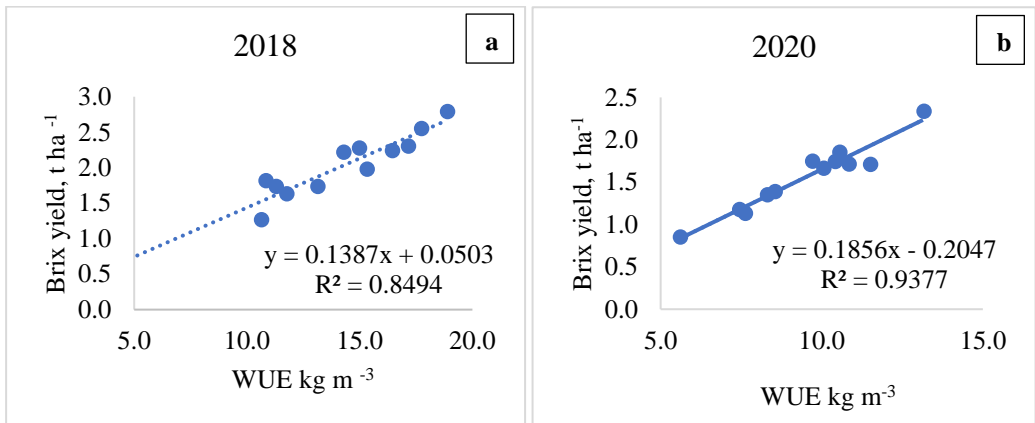 2018
a
3.0
2.5
2.0
1.5
1.0
0.5
0.0
Brix yield, t ha -1
y = 0.1387x + 0.0503
R² = 0.8494
5.0 10.0 15.0 20.0
WUE kg m -3
2020
b
2.5
2.0
1.5
1.0
0.5
0.0
Brix yield, t ha-1
y = 0.1856x - 0.2047
R² = 0.9377
5.0 10.0 15.0
WUE kg m-3